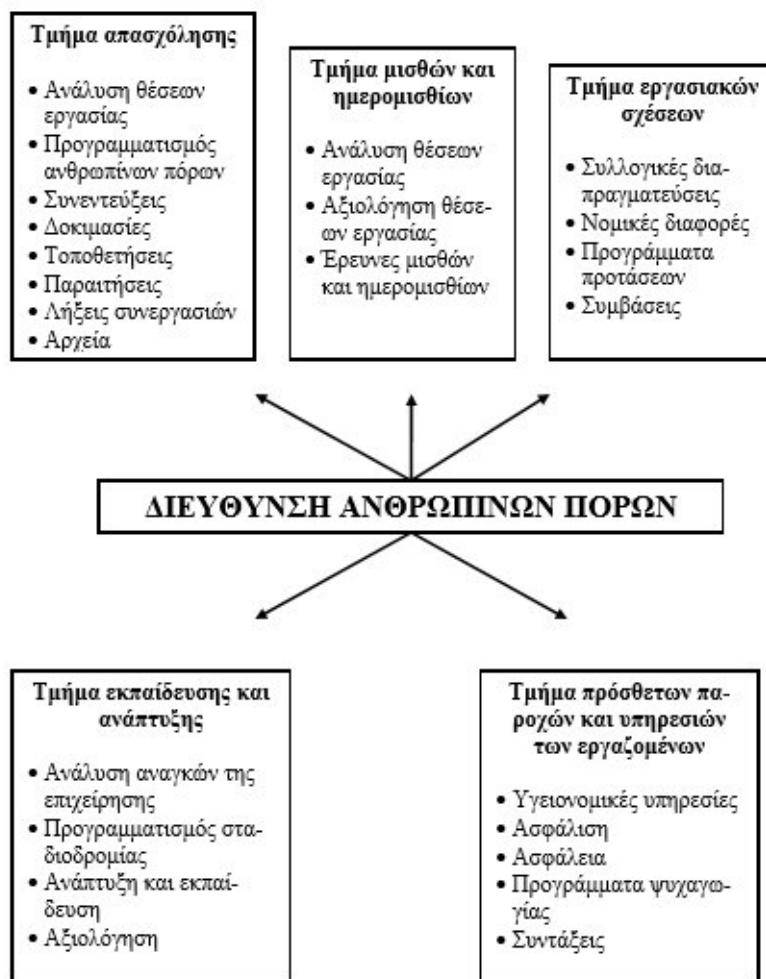 Τμήμα απασχόλησης
• Ανάλυση θέσεων
εργασίας
• Προγραμματισμός
ανθρωπίνων πόρων
• Συνεντεύξεις
• Δοκιμασίες
• Τοποθετήσεις
• Παραιτήσεις
• Λήξεις συνεργασιών
• Αρχεία
Τμήμα μισθών και
ημερομισθίων
• Ανάλυση θέσεων
εργασίας
• Αξιολόγηση θέσε-
ων εργασίας
• Έρευνες μισθών
και ημερομισθίων
Τμήμα εργασιακών
σχέσεων
• Συλλογικές δια-
πραγματεύσεις
• Νομικές διαφορές
• Προγράμματα
προτάσεων
• Συμβάσεις
ΔΙΕΥΘΥΝΣΗ ΑΝΘΡΩΠΙΝΩΝ ΠΟΡΩΝ
Τμήμα εκπαίδευσης και
ανάπτυξης
• Ανάλυση αναγκών της
επιχείρησης
• Προγραμματισμός στα-
διοδρομίας
• Ανάπτυξη και εκπαί-
δευση
• Αξιολόγηση
Τμήμα πρόσθετων πα-
ροχών και υπηρεσιών
των εργαζομένων
• Υγειονομικές υπηρεσίες
• Ασφάλιση
• Ασφάλεια
• Προγράμματα ψυχαγω-
γίας
• Συντάξεις